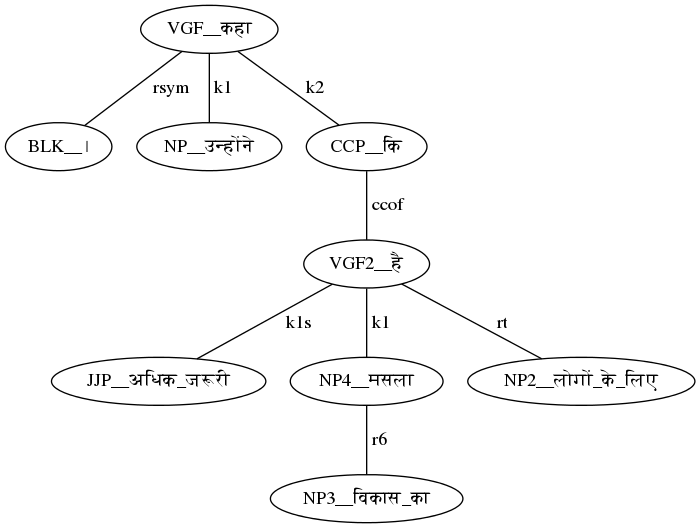 VGF__कहा
rsym k1 k2
BLK__। NP__उन्होंने CCP__कि
ccof
VGF2__है
k1s k1 rt
JJP__अधिक_जरूरी NP4__मसला NP2__लोगों_के_लिए
r6
NP3__विकास_का